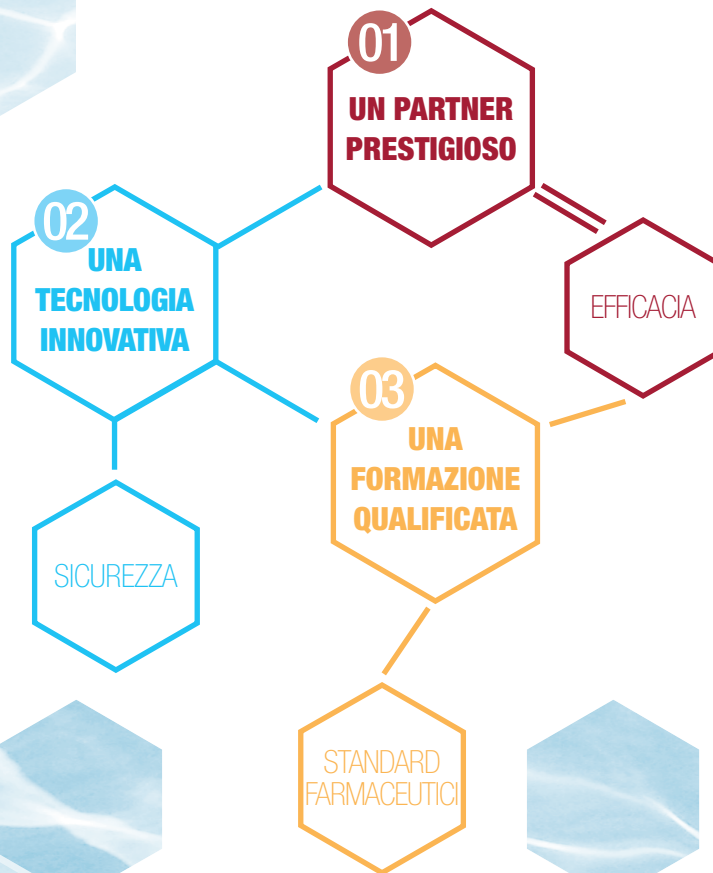 01
UN PARTNER
PRESTIGIOSO
02
UNA
TECNOLOGIA
INNOVATIVA
EFFICACIA
03
UNA
FORMAZIONE
QUALIFICATA
SICUREZZA
STANDARD
FARMACEUTICI